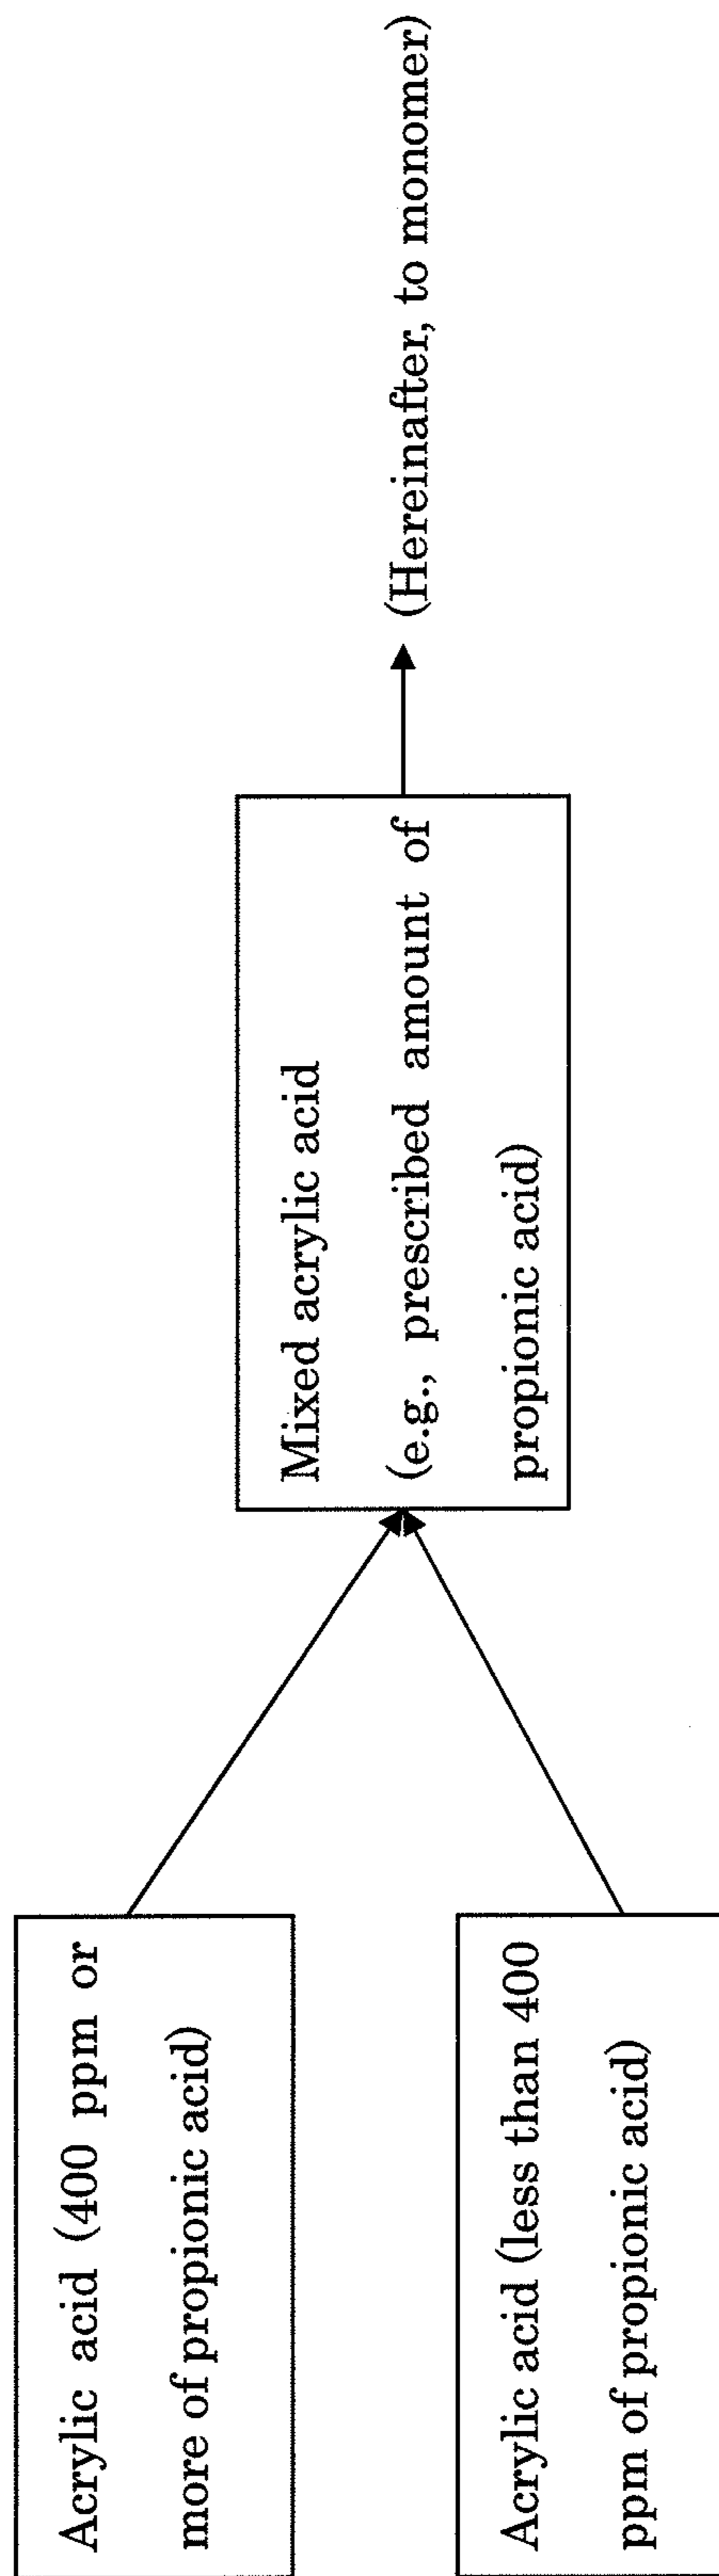 Acrylic acid (400 ppm or
more of propionic acid)
Acrylic acid (less than 400
ppm of propionic acid)
Mixed acrylic acid
(e.g., prescribed amount of
propionic acid)
(Hereinafter, to monomer)